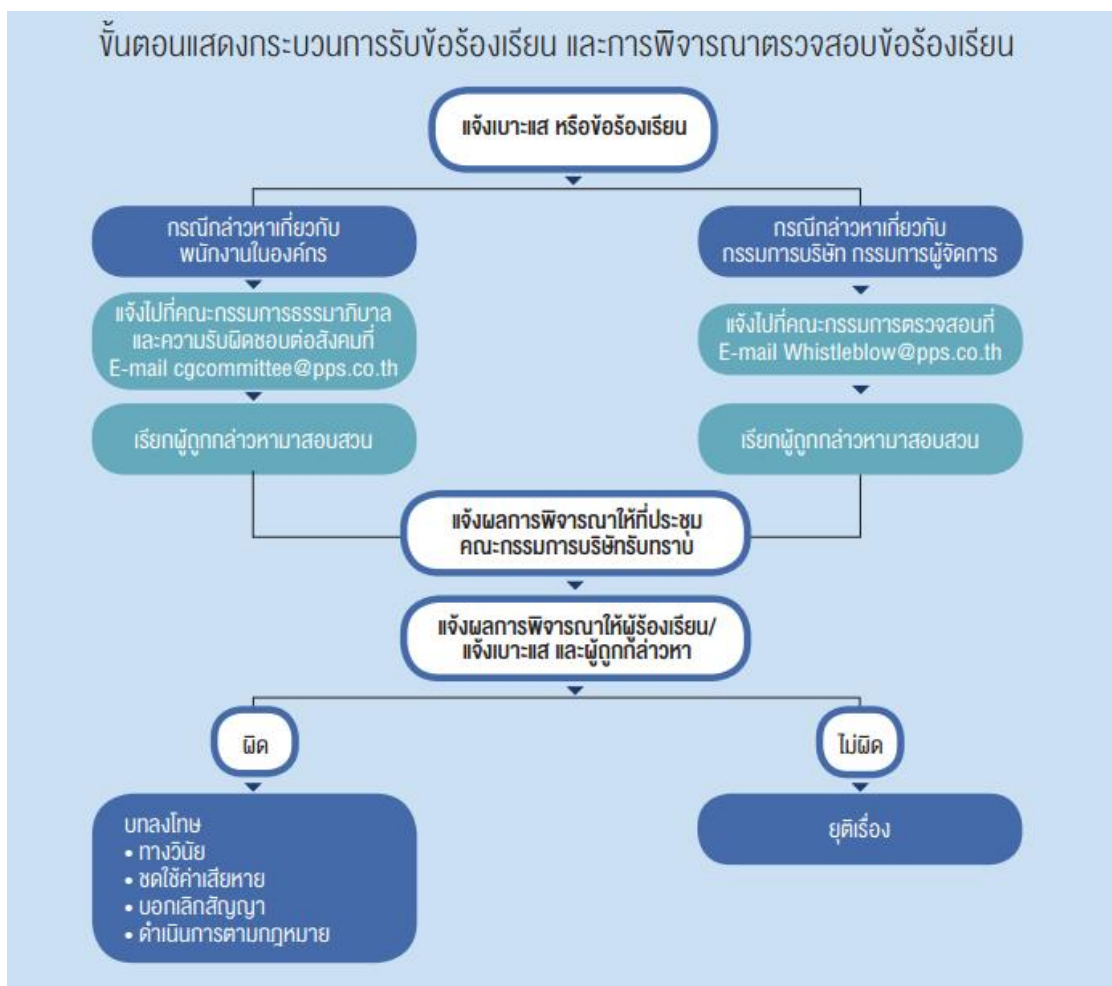 ขั้นตอนแสดงกระบวนการรับข้อร้องเรียน และการพิจารณาตรวจสอบข้อร้องเรียน
แจ้งเบาะแส หรือข้อร้องเรียน
กรณีกล่าวหาเกี่ยวกับ
พนักงานในองค์กร
แจ้งไปที่คณะกรรมการธรรมาภิบาล
และความรับผิดชอบต่อสังคมที่
E-mail cgcommittee@pps.co.th
เรียกผู้ถูกกล่าวหามาสอบสวน
กรณีกล่าวหาเกี่ยวกับ
กรรมการบริษัท กรรมการผู้จัดการ
แจ้งไปที่คณะกรรมการตรวจสอบที่
E-mail Whistleblow@pps.co.th
เรียกผู้ถูกกล่าวหามาสอบสวน
แจ้งผลการพิจารณาให้ที่ประชุม
คณะกรรมการบริษัทรับทราบ
แจ้งผลการพิจารณาให้ผู้ร้องเรียน/
แจ้งเบาะแส และผู้ถูกกล่าวหา
ผิด
บทลงโทษ
• ทางวินัย
• ชดใช้ค่าเสียหาย
• บอกเลิกสัญญา
• ดำเนินการตามกฎหมาย
ไม่ผิด
ยุติเรื่อง